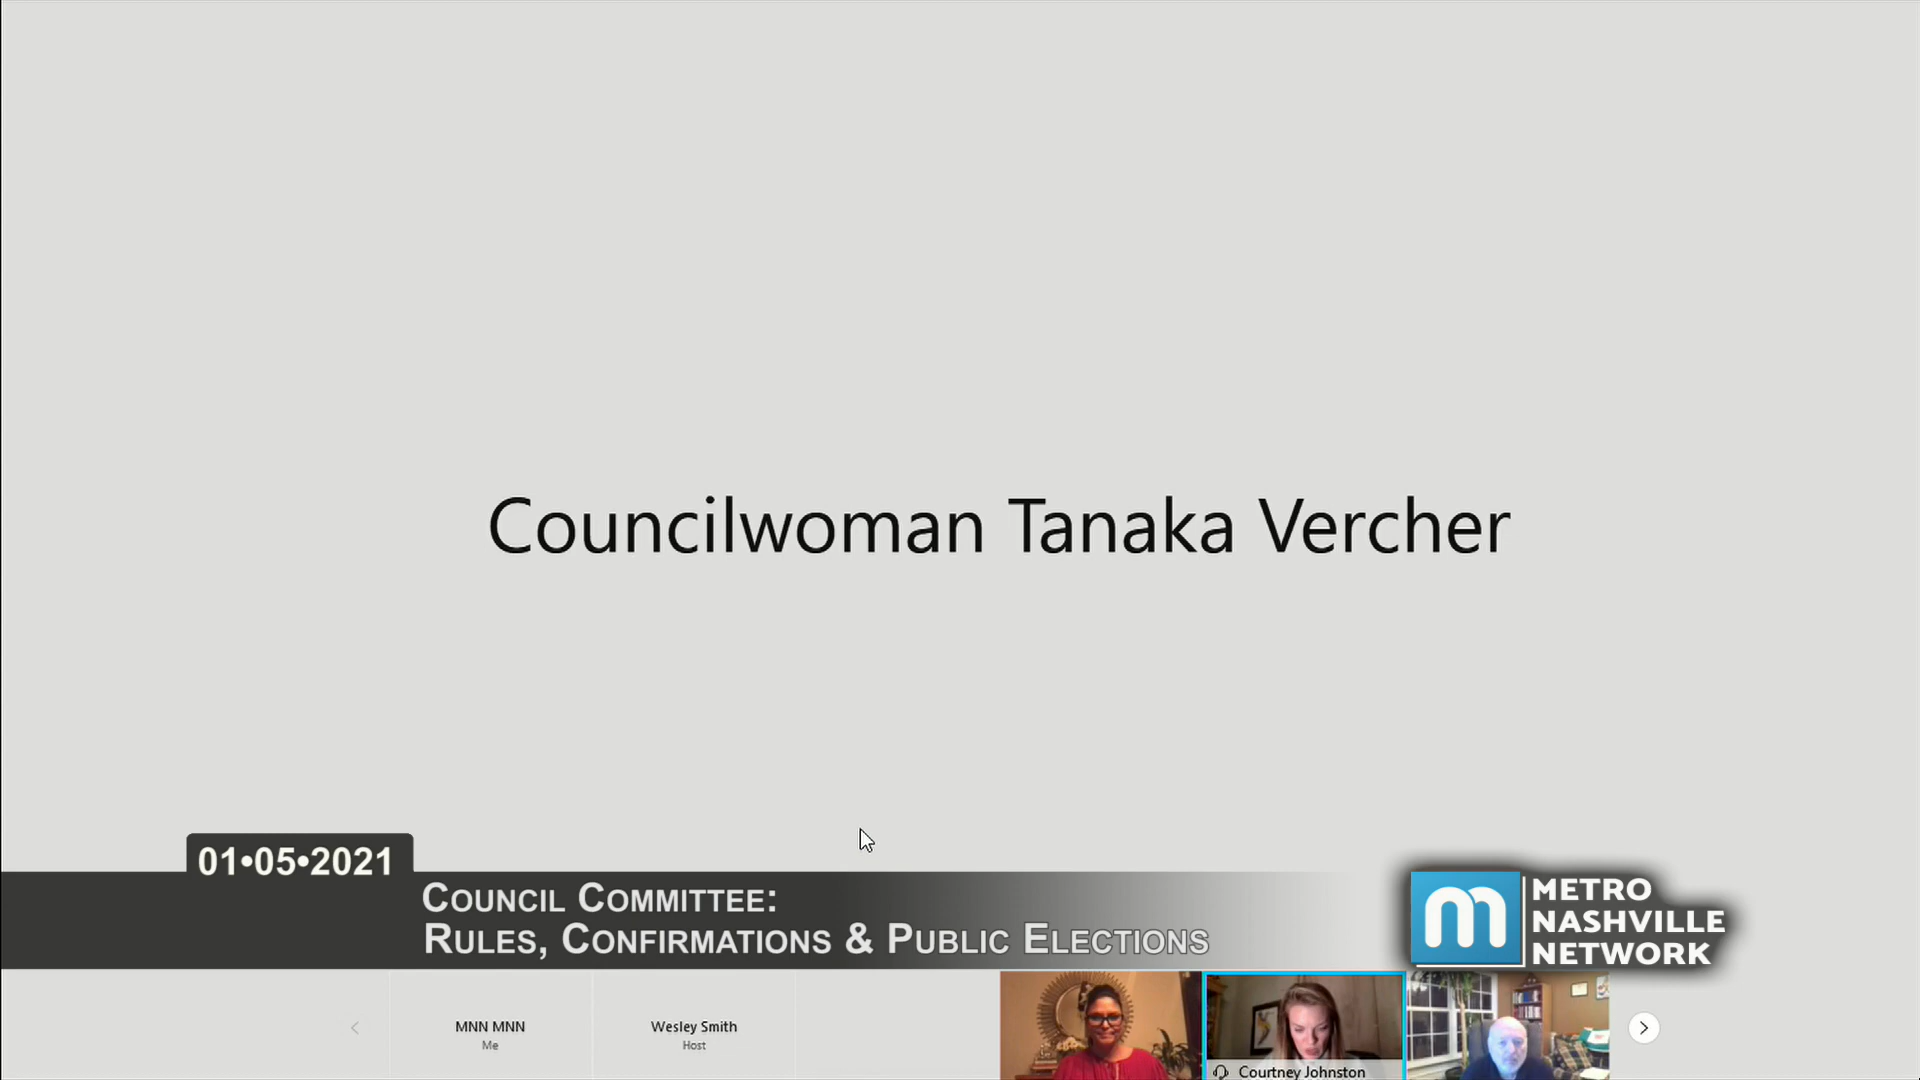 Councilwoman Tanaka Vercher
01•05•2021
COUNCIL COMMITTEE:
RULES, CONFIRMATIONS & PUBLIC ELECTIONS
m METRO
NASHVILLE
NETWORK
MNN MNN
Me
Wesley Smith
Host
Courtney Johnston